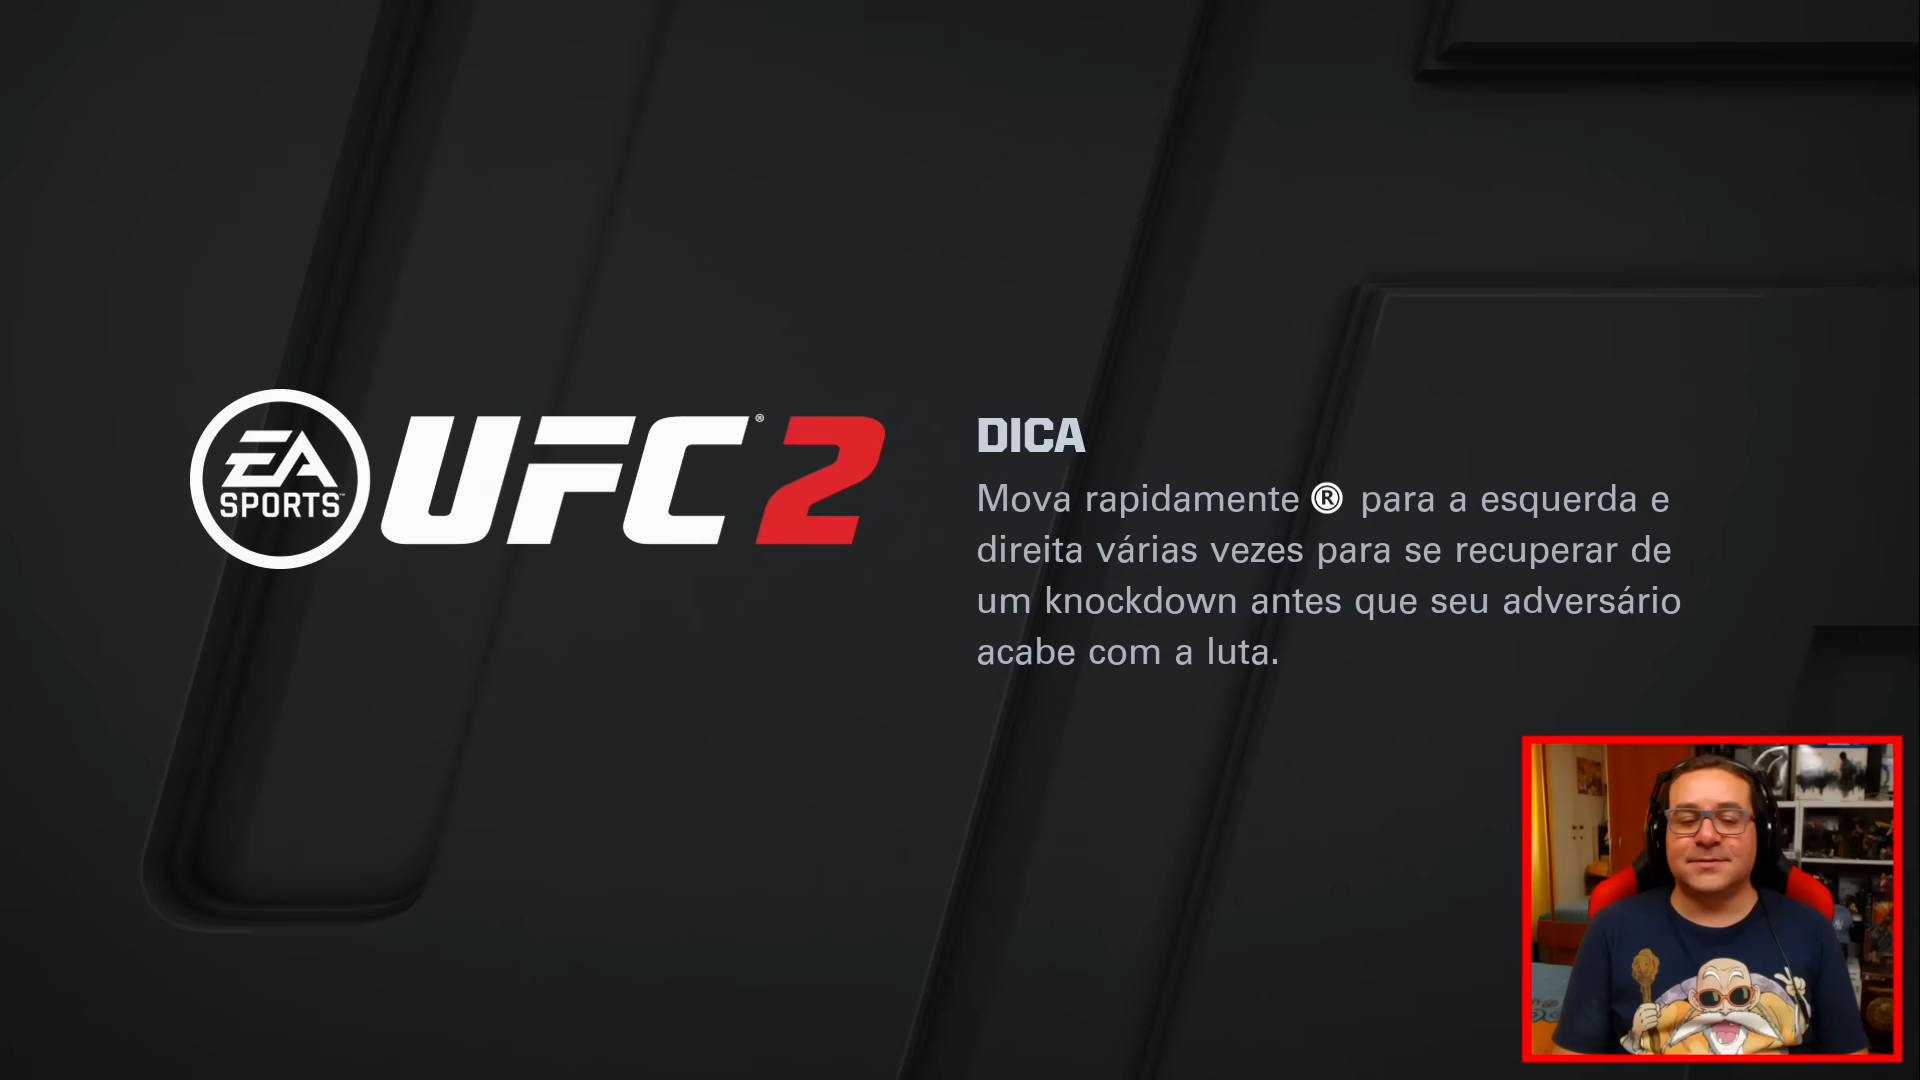 EA
SPORTS™
UFC® 2
DICA
Mova rapidamente Ⓡ para a esquerda e
direita várias vezes para se recuperar de
um knockdown antes que seu adversário
acabe com a luta.